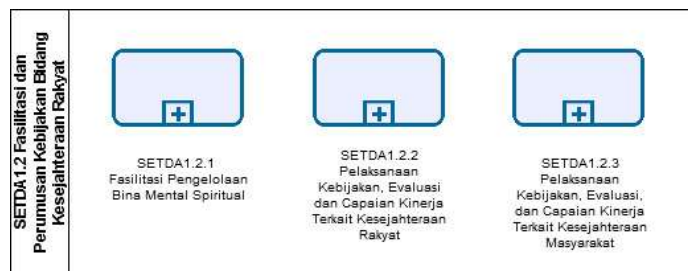 SETDA1.2 Fasilitasi dan
Perumusan Kebijakan Bidang
Kesejahteraan Rakyat
SETDA1.2.1
Fasilitasi Pengelolaan
Bina Mental Spiritual
SETDA1.2.2
Pelaksanaan
Kebijakan, Evaluasi
dan Capaian Kinerja
Terkait Kesejahteraan
Rakyat
SETDA1.2.3
Pelaksanaan
Kebijakan, Evaluasi,
dan Capaian Kinerja
Terkait Kesejahteraan
Masyarakat